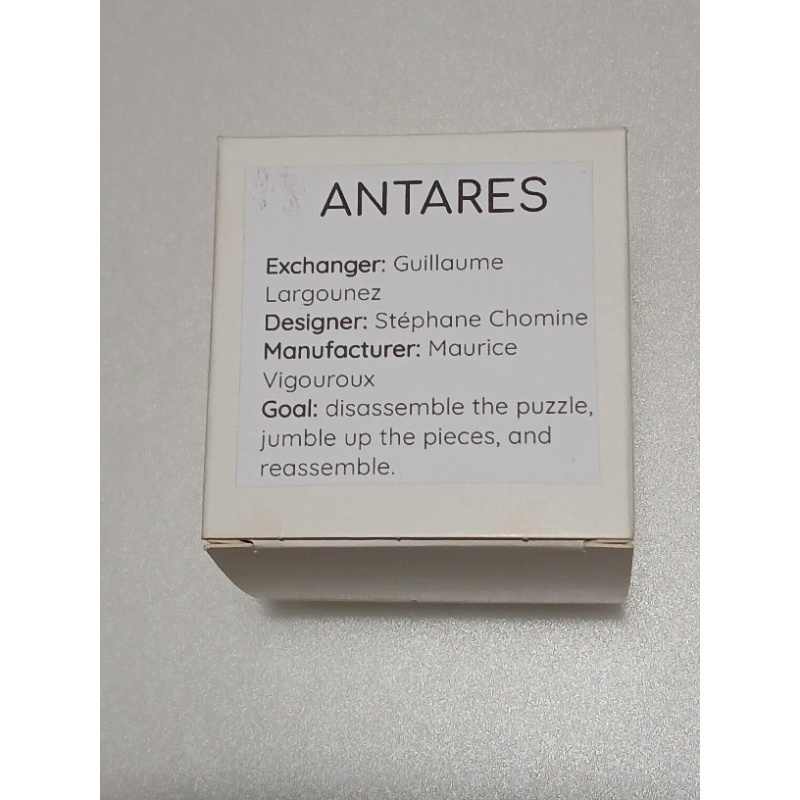 ANTARES
Exchanger: Guillaume
Largounez
Designer: Stéphane Chomine
Manufacturer: Maurice
Vigouroux
Goal: disassemble the puzzle,
jumble up the pieces, and
reassemble.